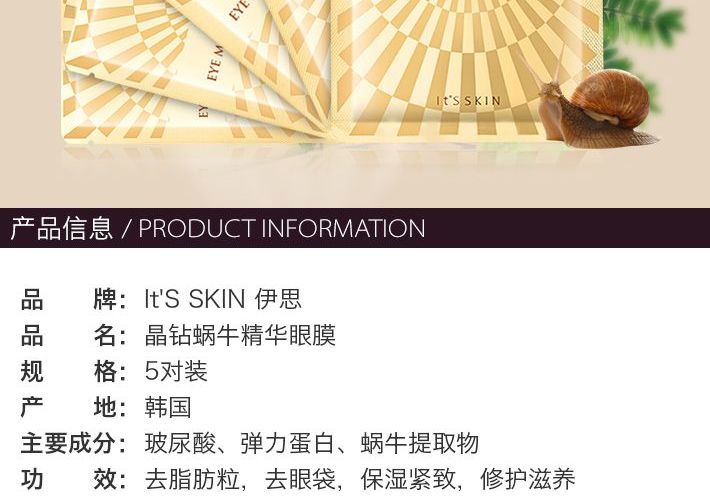 EYE M
EYE
E
It'S SKIN
产品信息 / PRODUCT INFORMATION
品 牌： It'S SKIN 伊思
品 名： 晶钻蜗牛精华眼膜
规 格： 5对装
产 地： 韩国
主要成分： 玻尿酸、弹力蛋白、蜗牛提取物
功 效： 去脂肪粒，去眼袋，保湿紧致，修护滋养